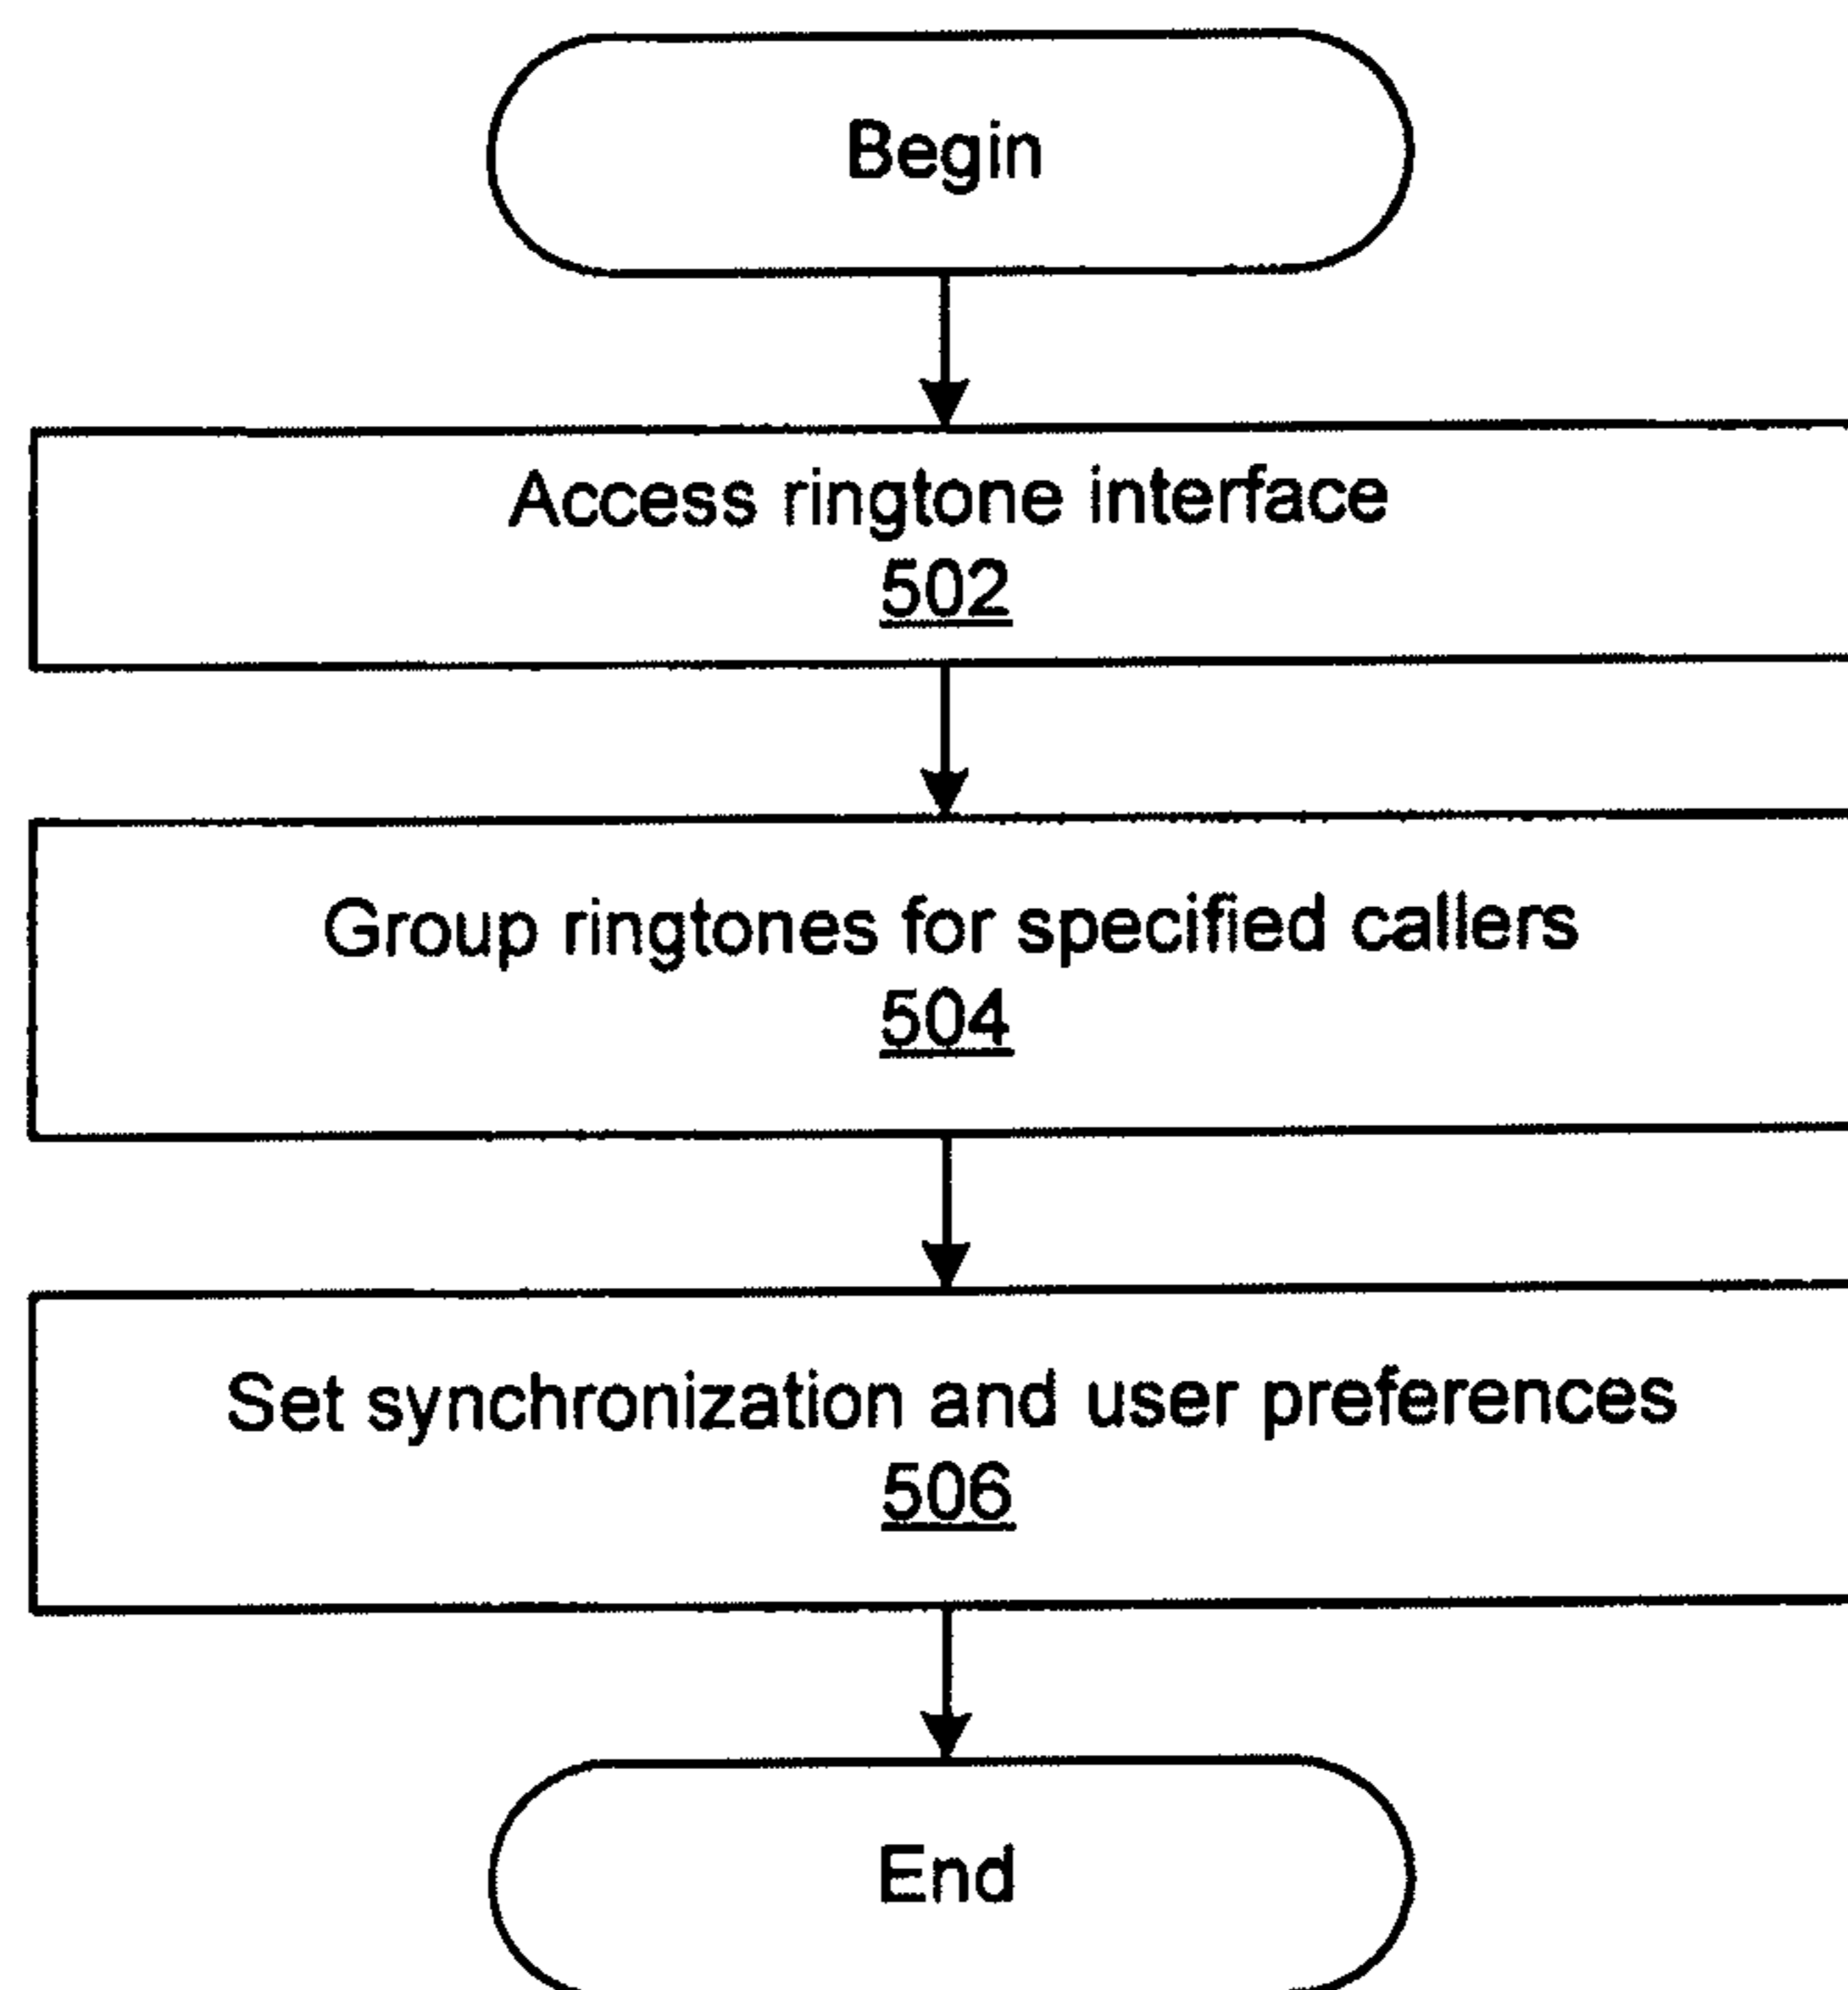 Begin
Access ringtone interface
502
Group ringtones for specified callers
504
Set synchronization and user preferences
506
End